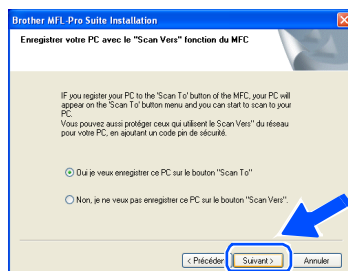 Brother MFL-Pro Suite Installation
Enregistrer votre PC avec le "Scan Vers" fonction du MFC
IF you register your PC to the 'Scan To' button of the MFC, your PC will
appear on the 'Scan To' button menu and you can start to scan to your
PC.
Vous pouvez aussi protéger ceux qui utilisent le Scan Vers" du réseau
pour votre PC, en ajoutant un code pin de sécurité.
Oui je veux enregistrer ce PC sur le bouton "Scan To"
Non, je ne veux pas enregistrer ce PC sur le bouton "Scan Vers".
< Précéder
Suivant >
Annuler